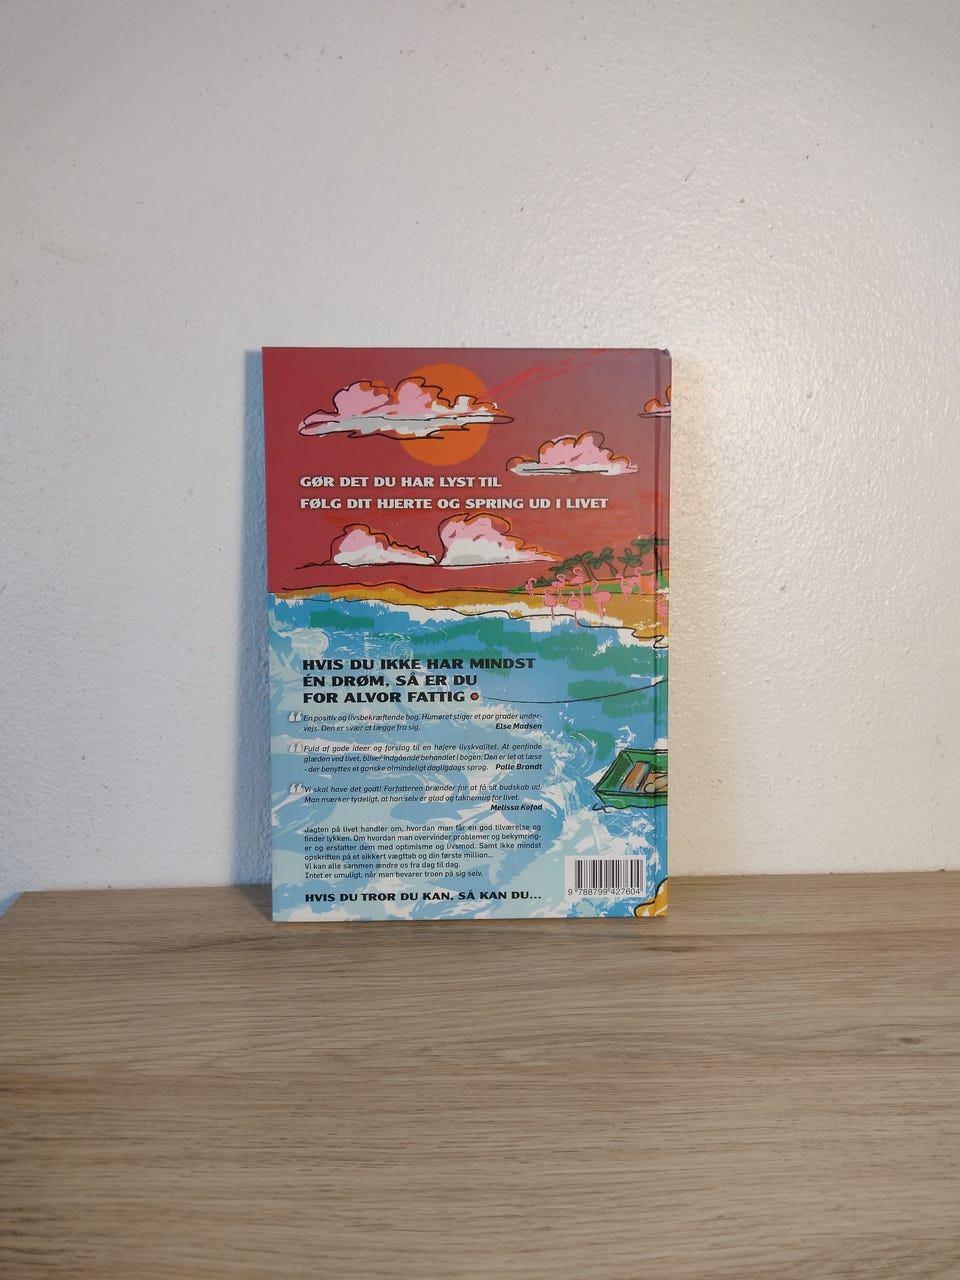 GØR DET DU HAR LYST TIL
FØLG DIT HJERTE OG SPRING UD I LIVET
HVIS DU IKKE HAR MINDST
ÉN DRØM, SÅ ER DU
FOR ALVOR FATTIG
“ En positiv og livsbekræftende bog. Humøret stiger et par grader under-
vejs. Den er svær at lægge fra sig. Else Madsen
“ Fuld af gode ideer og forslag til en højere livskvalitet. At genfinde
glæden ved livet, bliver indgående behandlet i bogen. Den er let at læse
- der benyttes et ganske almindeligt dagligdags sprog. Palle Brandt
“ Vi skal have det godt! Forfatteren brænder for at få sit budskab ud.
Man mærker tydeligt, at han selv er glad og taknemlig for livet.
Melissa Kofod
Jagten på livet handler om, hvordan man får en god tilværelse og
finder lykken. Om hvordan man overvinder problemer og bekymring-
er og erstatter dem med optimisme og livsmod. Samt ikke mindst
opskriften på et sikkert vægttab og din første million...
Vi kan alle sammen ændre os fra dag til dag.
Intet er umuligt, når man bevarer troen på sig selv.
HVIS DU TROR DU KAN, SÅ KAN DU...
9 788799 427604